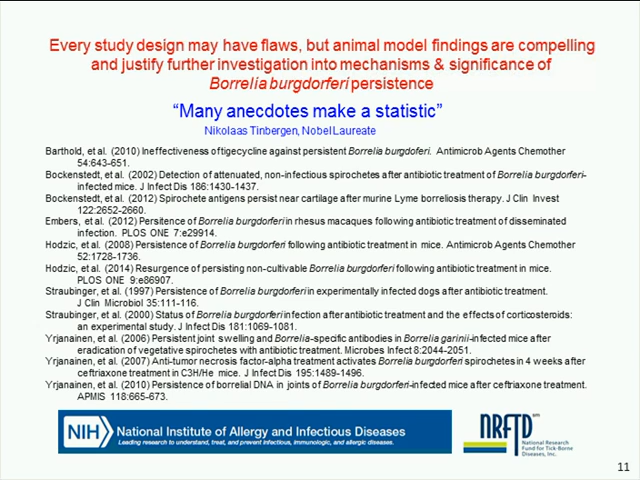 Every study design may have flaws, but animal model findings are compelling
and justify further investigation into mechanisms & significance of
Borrelia burgdorferi persistence
“Many anecdotes make a statistic”
Nikolaas Tinbergen, Nobel Laureate
Barthold, et al. (2010) Ineffectiveness of tigecycline against persistent Borrelia burgdoferi. Antimicrob Agents Chemother
54:643-651.
Bockenstedt, et al. (2002) Detection of attenuated, non-infectious spirochetes after antibiotic treatment of Borrelia burgdorferi-
infected mice. J Infect Dis 186:1430-1437.
Bockenstedt, et al. (2012) Spirochete antigens persist near cartilage after murine Lyme borreliosis therapy. J Clin Invest
122:2652-2660.
Embers, et al. (2012) Persitence of Borrelia burgdorferi in rhesus macaques following antibiotic treatment of disseminated
infection. PLOS ONE 7:e29914.
Hodzic, et al. (2008) Persistence of Borrelia burgdorferi following antibiotic treatment in mice. Antimicrob Agents Chemother
52:1728-1736.
Hodzic, et al. (2014) Resurgence of persisting non-cultivable Borrelia burgdorferi following antibiotic treatment in mice.
PLOS ONE 9:e86907.
Straubinger, et al. (1997) Persistence of Borrelia burgdorferi in experimentally infected dogs after antibiotic treatment.
J Clin Microbiol 35:111-116.
Straubinger, et al. (2000) Status of Borrelia burgdorferi infection after antibiotic treatment and the effects of corticosteroids:
an experimental study. J Infect Dis 181:1069-1081.
Yrjanainen, et al. (2006) Persistent joint swelling and Borrelia-specific antibodies in Borrelia garinii-infected mice after
eradication of vegetative spirochetes with antibiotic treatment. Microbes Infect 8:2044-2051.
Yrjanainen, et al. (2007) Anti-tumor necrosis factor-alpha treatment activates Borrelia burgdorferi spirochetes in 4 weeks after
ceftriaxone treatment in C3H/He mice. J Infect Dis 195:1489-1496.
Yrjanainen, et al. (2010) Persistence of borrelial DNA in joints of Borrelia burgdorferi-infected mice after ceftriaxone treatment.
APMIS 118:665-673.
NIH National Institute of Allergy and Infectious Diseases
Leading research to understand, treat, and prevent infectious, immunologic, and allergic diseases.
NRFTD SM
National Research
Fund for Tick-Borne
Diseases, Inc.
11